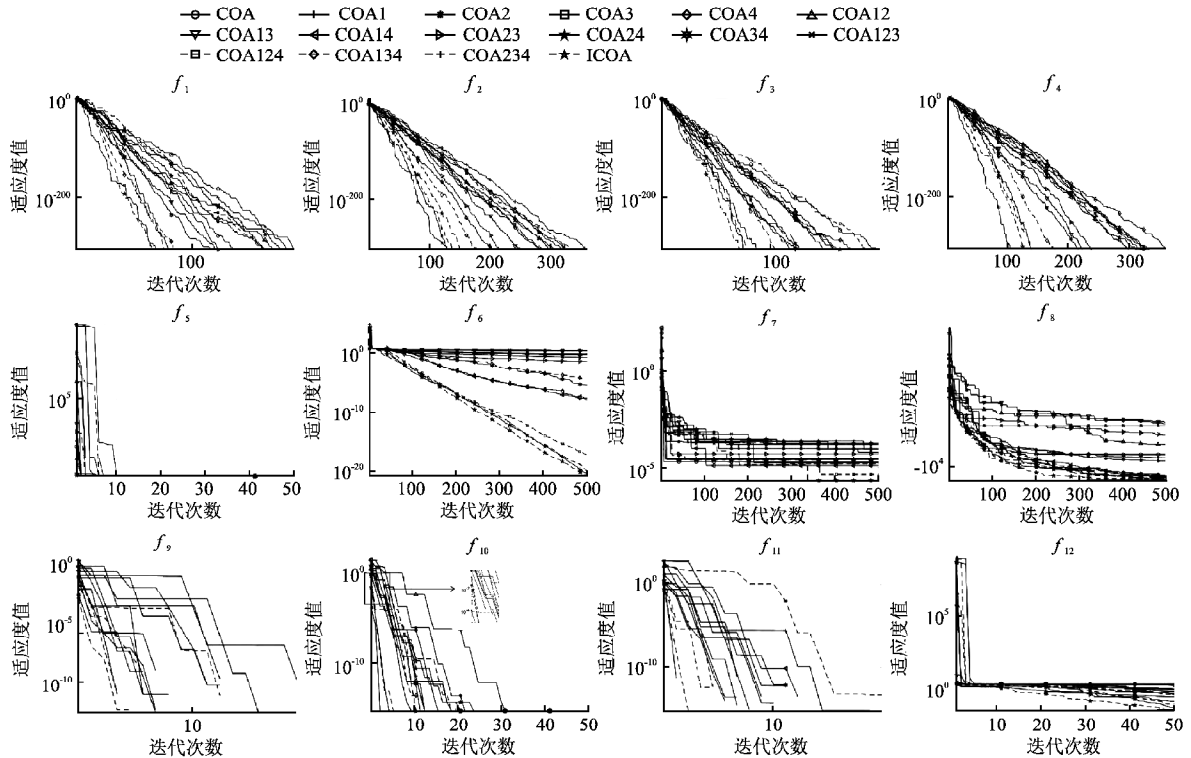 COA COA1 COA2 COA3 COA4 COA12
COA13 COA14 COA23 COA24 COA34 COA123
COA124 COA134 COA234 ICOA
f1 f2 f3 f4
10^0 10^0 10^0 10^0
适应度值 适应度值 适应度值 适应度值
10^-200 10^-200 10^-200 10^-200
100 100 200 300 100 100 200 300
迭代次数 迭代次数 迭代次数 迭代次数
f5 f6 f7 f8
10^5 10^0 10^-10 10^-20 10^0 10^-5 -10^4
适应度值 适应度值 适应度值 适应度值
10 20 30 40 50 100 200 300 400 500 100 200 300 400 500 100 200 300 400 500
迭代次数 迭代次数 迭代次数 迭代次数
f9 f10 f11 f12
10^0 10^-5 10^-10 10^0 10^-10 10^0 10^-10 10^5 10^0
适应度值 适应度值 适应度值 适应度值
10 10 20 30 40 50 10 10 20 30 40 50
迭代次数 迭代次数 迭代次数 迭代次数